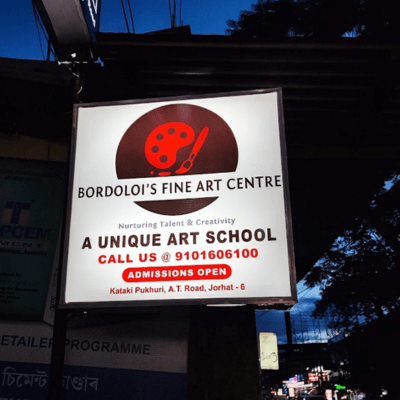 BORDOLOI'S FINE ART CENTRE
Nurturing Talent & Creativity
A UNIQUE ART SCHOOL
CALL US @ 9101606100
ADMISSIONS OPEN
Kataki Pukhuri, A.T. Road, Jorhat - 6
PROGRAMME
চিমেন্ট